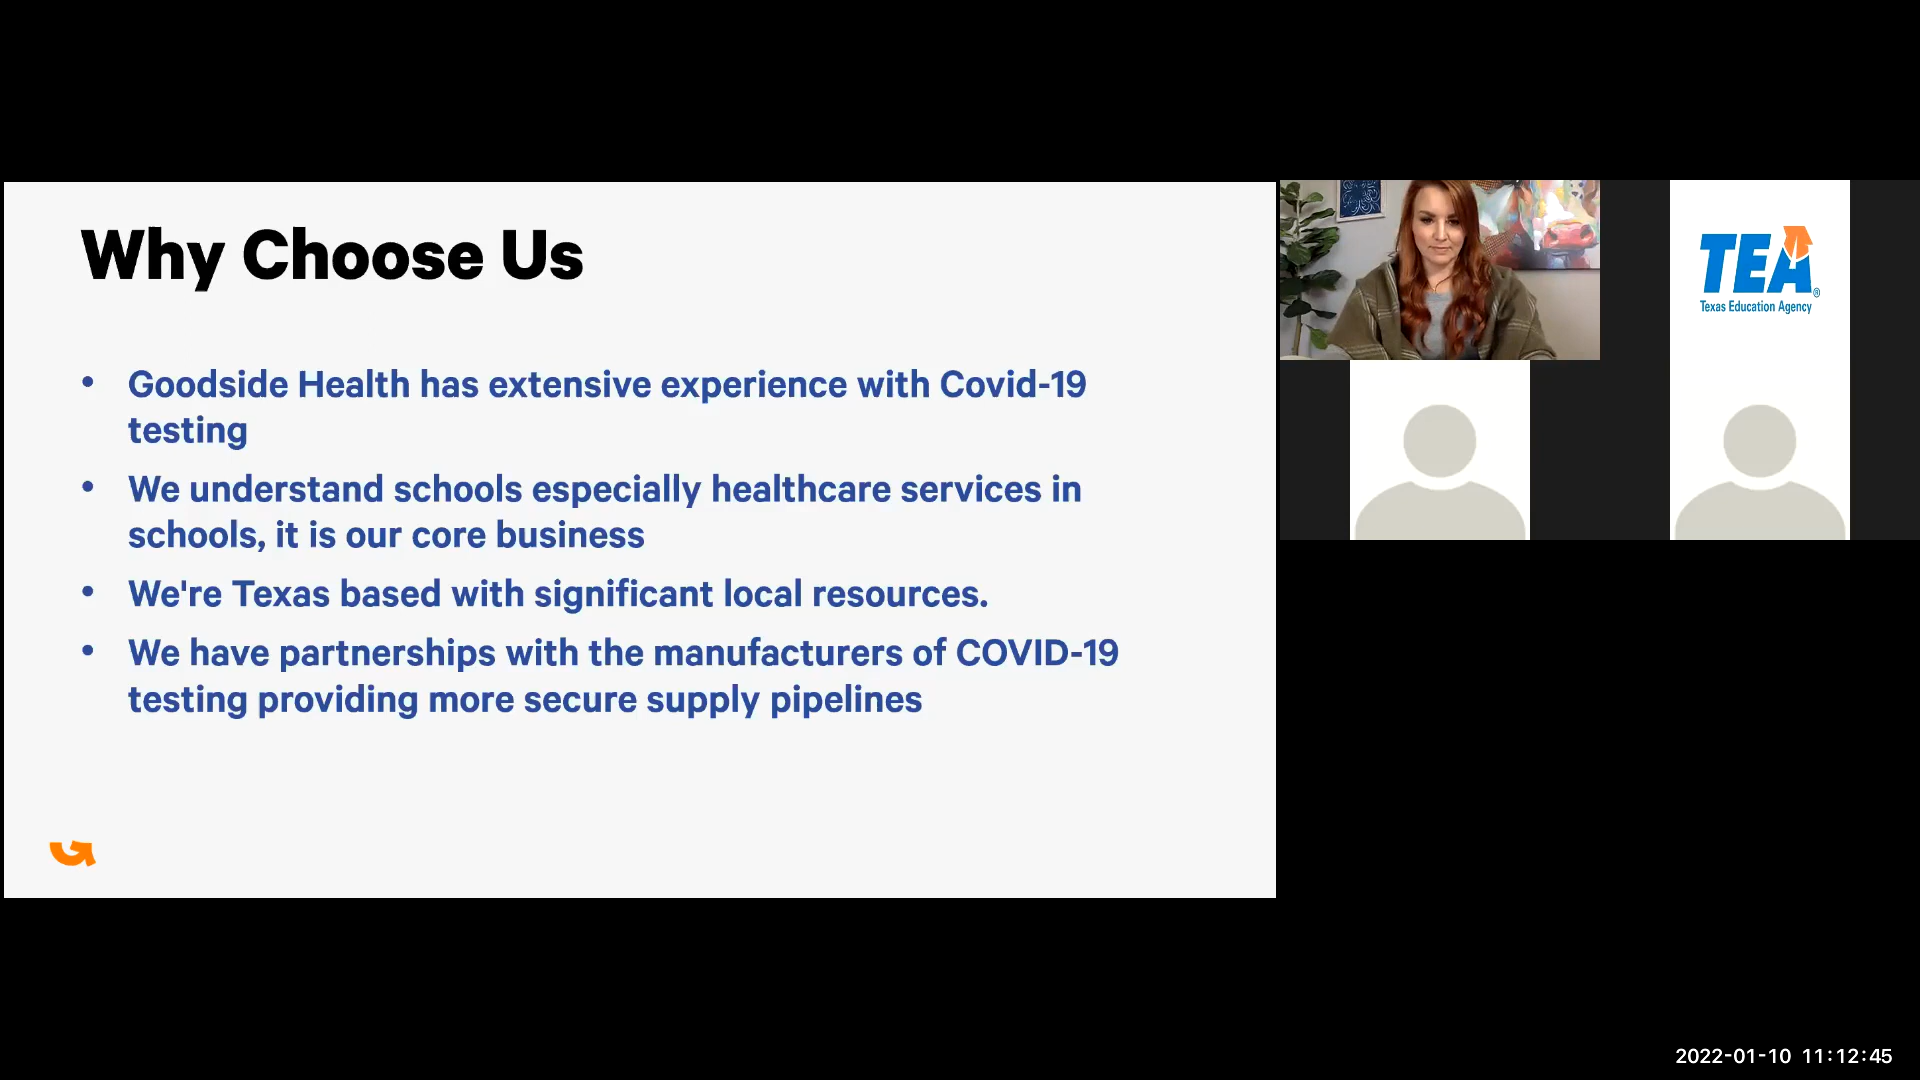 Why Choose Us
• Goodside Health has extensive experience with Covid-19
testing
• We understand schools especially healthcare services in
schools, it is our core business
• We're Texas based with significant local resources.
• We have partnerships with the manufacturers of COVID-19
testing providing more secure supply pipelines
TEA®
Texas Education Agency
2022-01-10 11:12:45